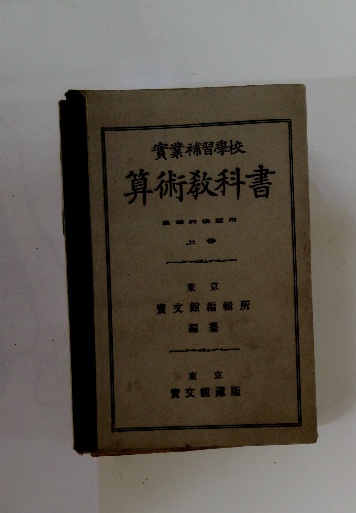 實業補習學校
算術教科書
上卷
東京
寶文館編輯所
編纂
東京
寶文館藏版